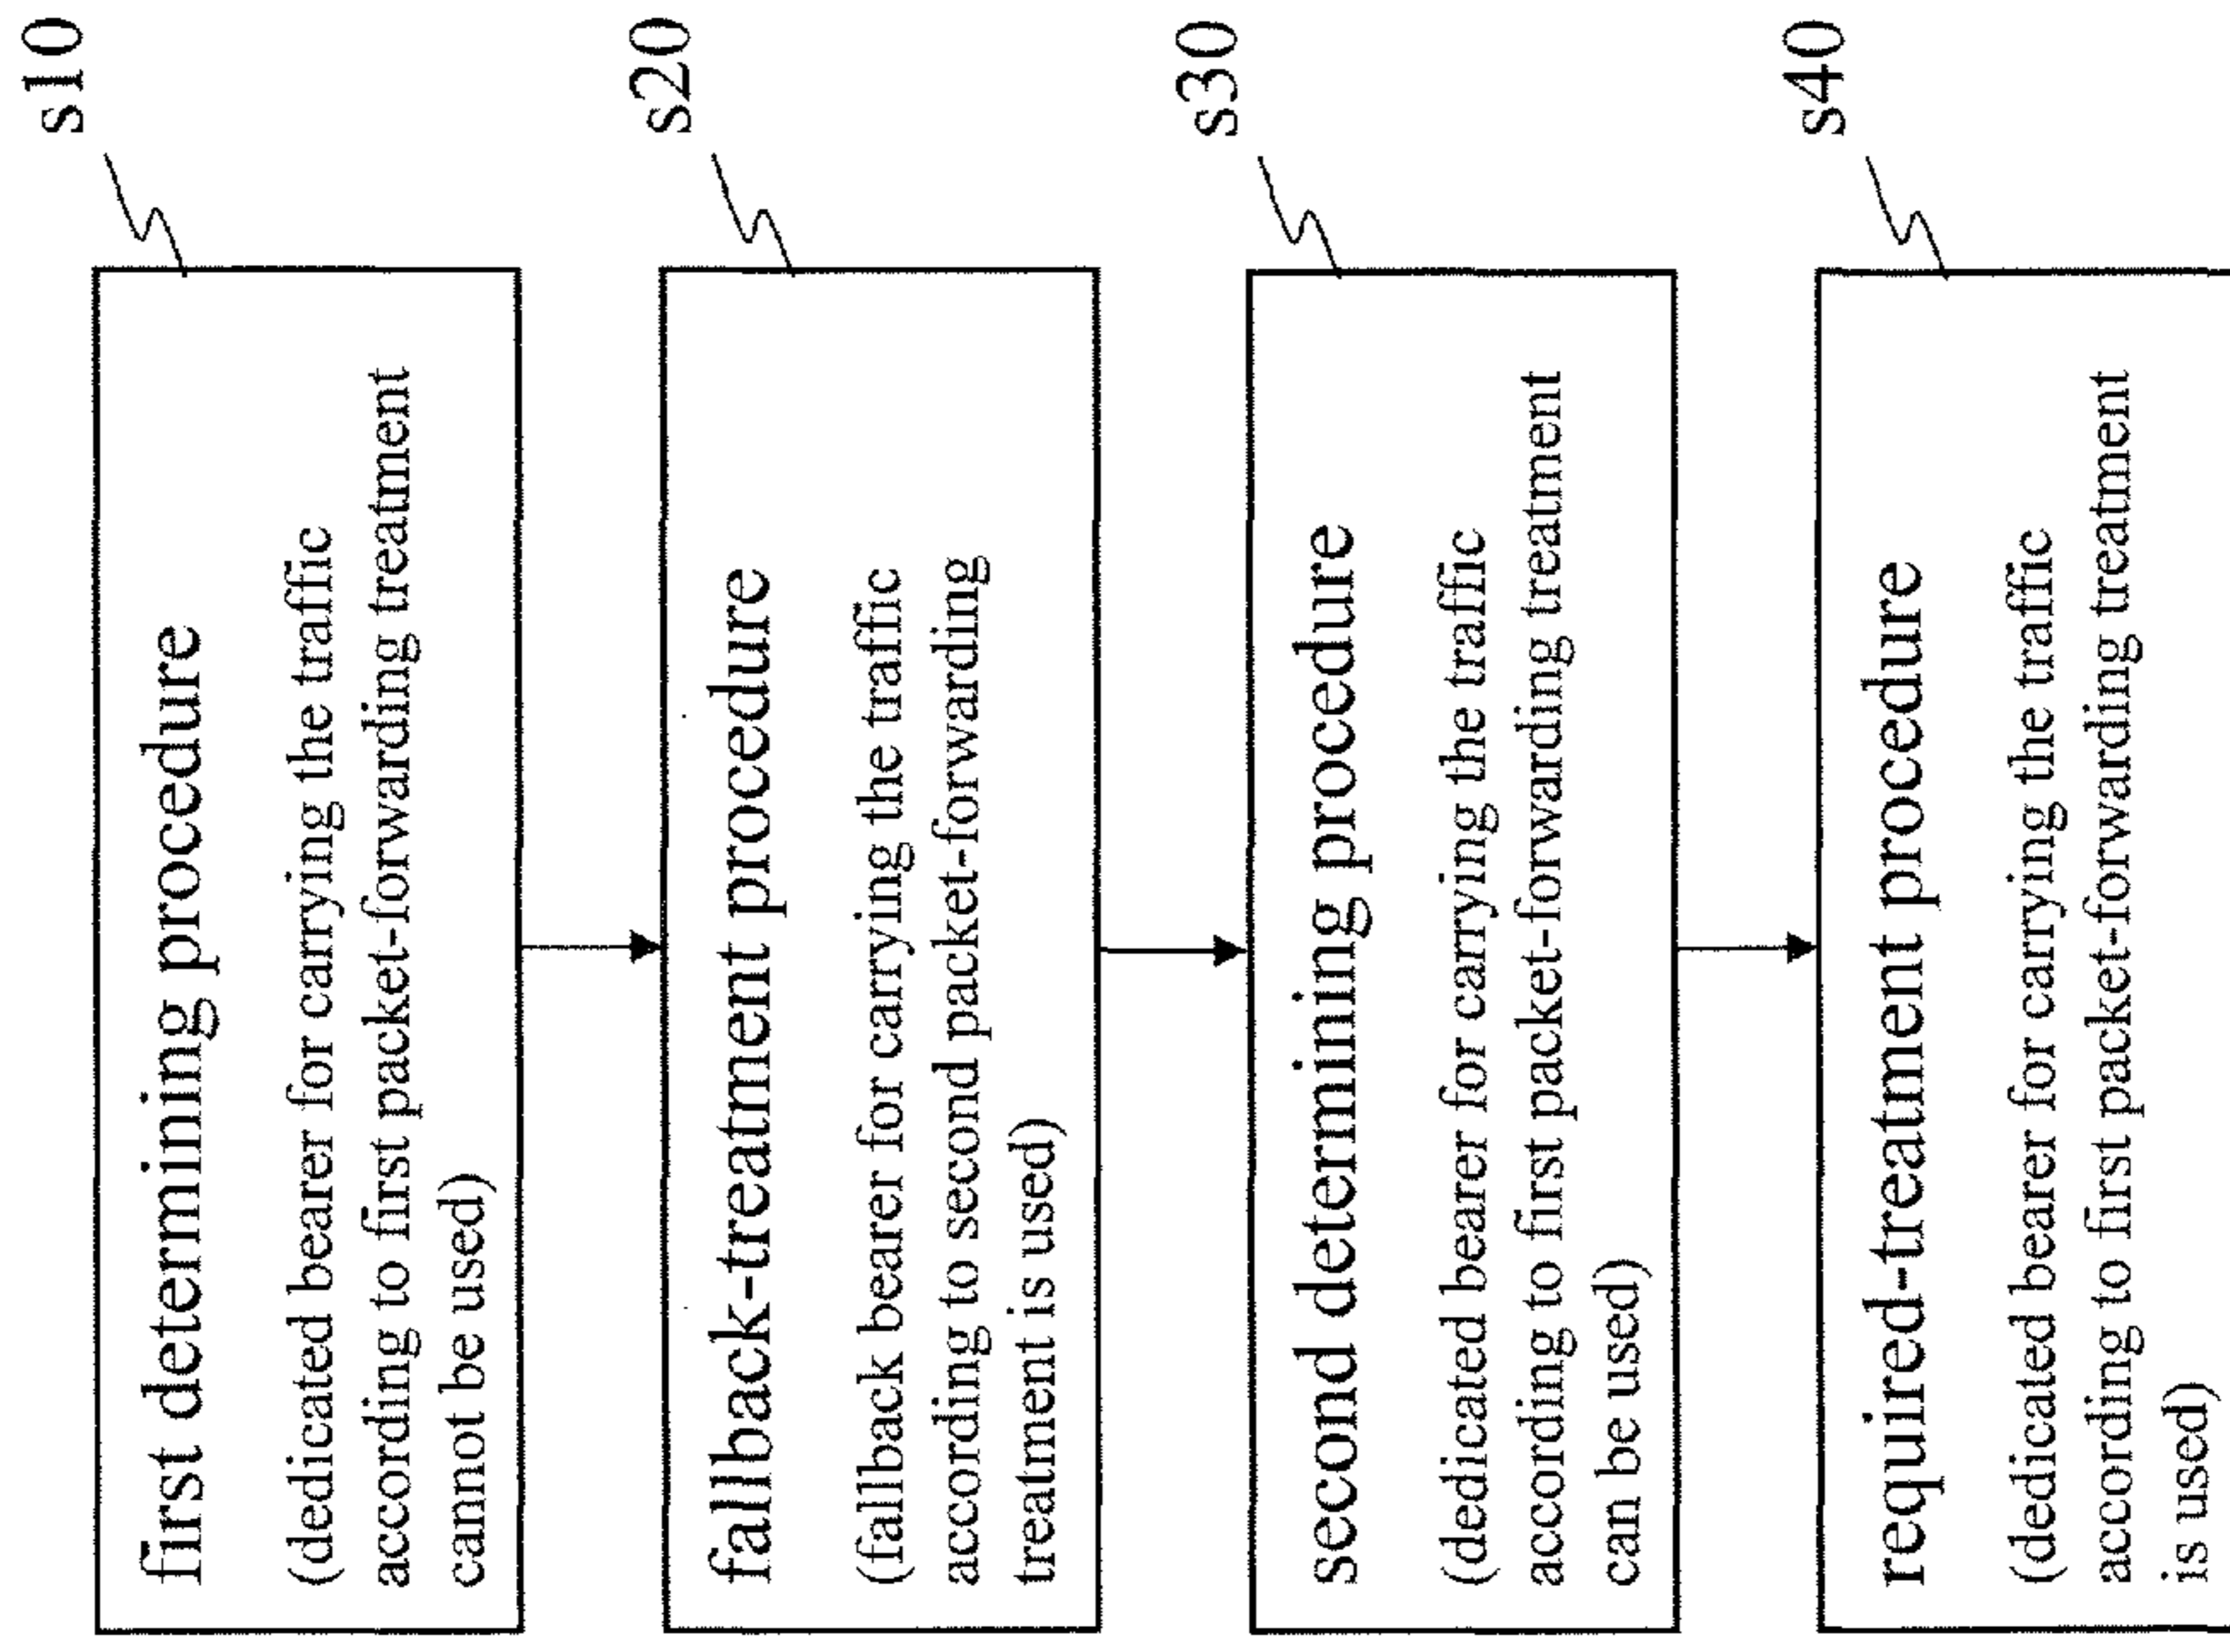 s10
first determining procedure
(dedicated bearer for carrying the traffic
according to first packet-forwarding treatment
cannot be used)
s20
fallback-treatment procedure
(fallback bearer for carrying the traffic
according to second packet-forwarding
treatment is used)
s30
second determining procedure
(dedicated bearer for carrying the traffic
according to first packet-forwarding treatment
can be used)
s40
required-treatment procedure
(dedicated bearer for carrying the traffic
according to first packet-forwarding treatment
is used)